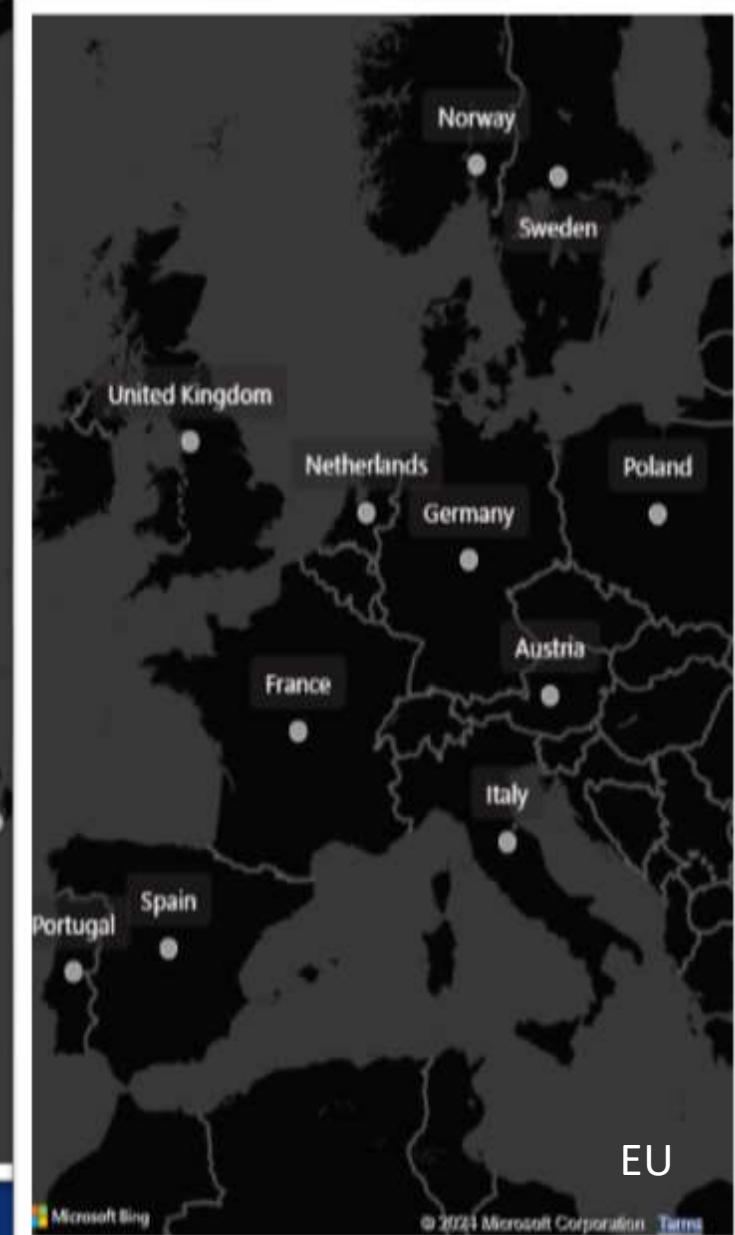 Norway
Sweden
United Kingdom
Netherlands
Poland
Germany
Austria
France
Italy
Spain
Portugal
EU
Microsoft Bing
© 2024 Microsoft Corporation Terms